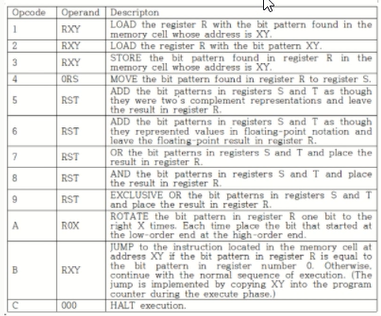 Opcode Operand Descripton
1 RXY LOAD the register R with the bit pattern found in the
memory cell whose address is XY.
2 RXY LOAD the register R with the bit pattern XY.
3 RXY STORE the bit pattern found in register R in the
memory cell whose address is XY.
4 0RS MOVE the bit pattern found in register R to register S.
5 RST ADD the bit patterns in registers S and T as though
they were two s complement representations and leave
the result in register R.
6 RST ADD the bit patterns in registers S and T as though
they represented values in floating-point notation and
leave the floating-point result in register R.
7 RST OR the bit patterns in registers S and T and place the
result in register R.
8 RST AND the bit patterns in registers S and T and place
the result in register R.
9 RST EXCLUSIVE OR the bit patterns in registers S and T
and place the result in register R.
A R0X ROTATE the bit pattern in register R one bit to the
right X times. Each time place the bit that started at
the low-order end at the high-order end.
B RXY JUMP to the instruction located in the memory cell at
address XY if the bit pattern in register R is equal to
the bit pattern in register number 0. Otherwise,
continue with the normal sequence of execution. (The
jump is implemented by copying XY into the program
counter during the execute phase.)
C 000 HALT execution.